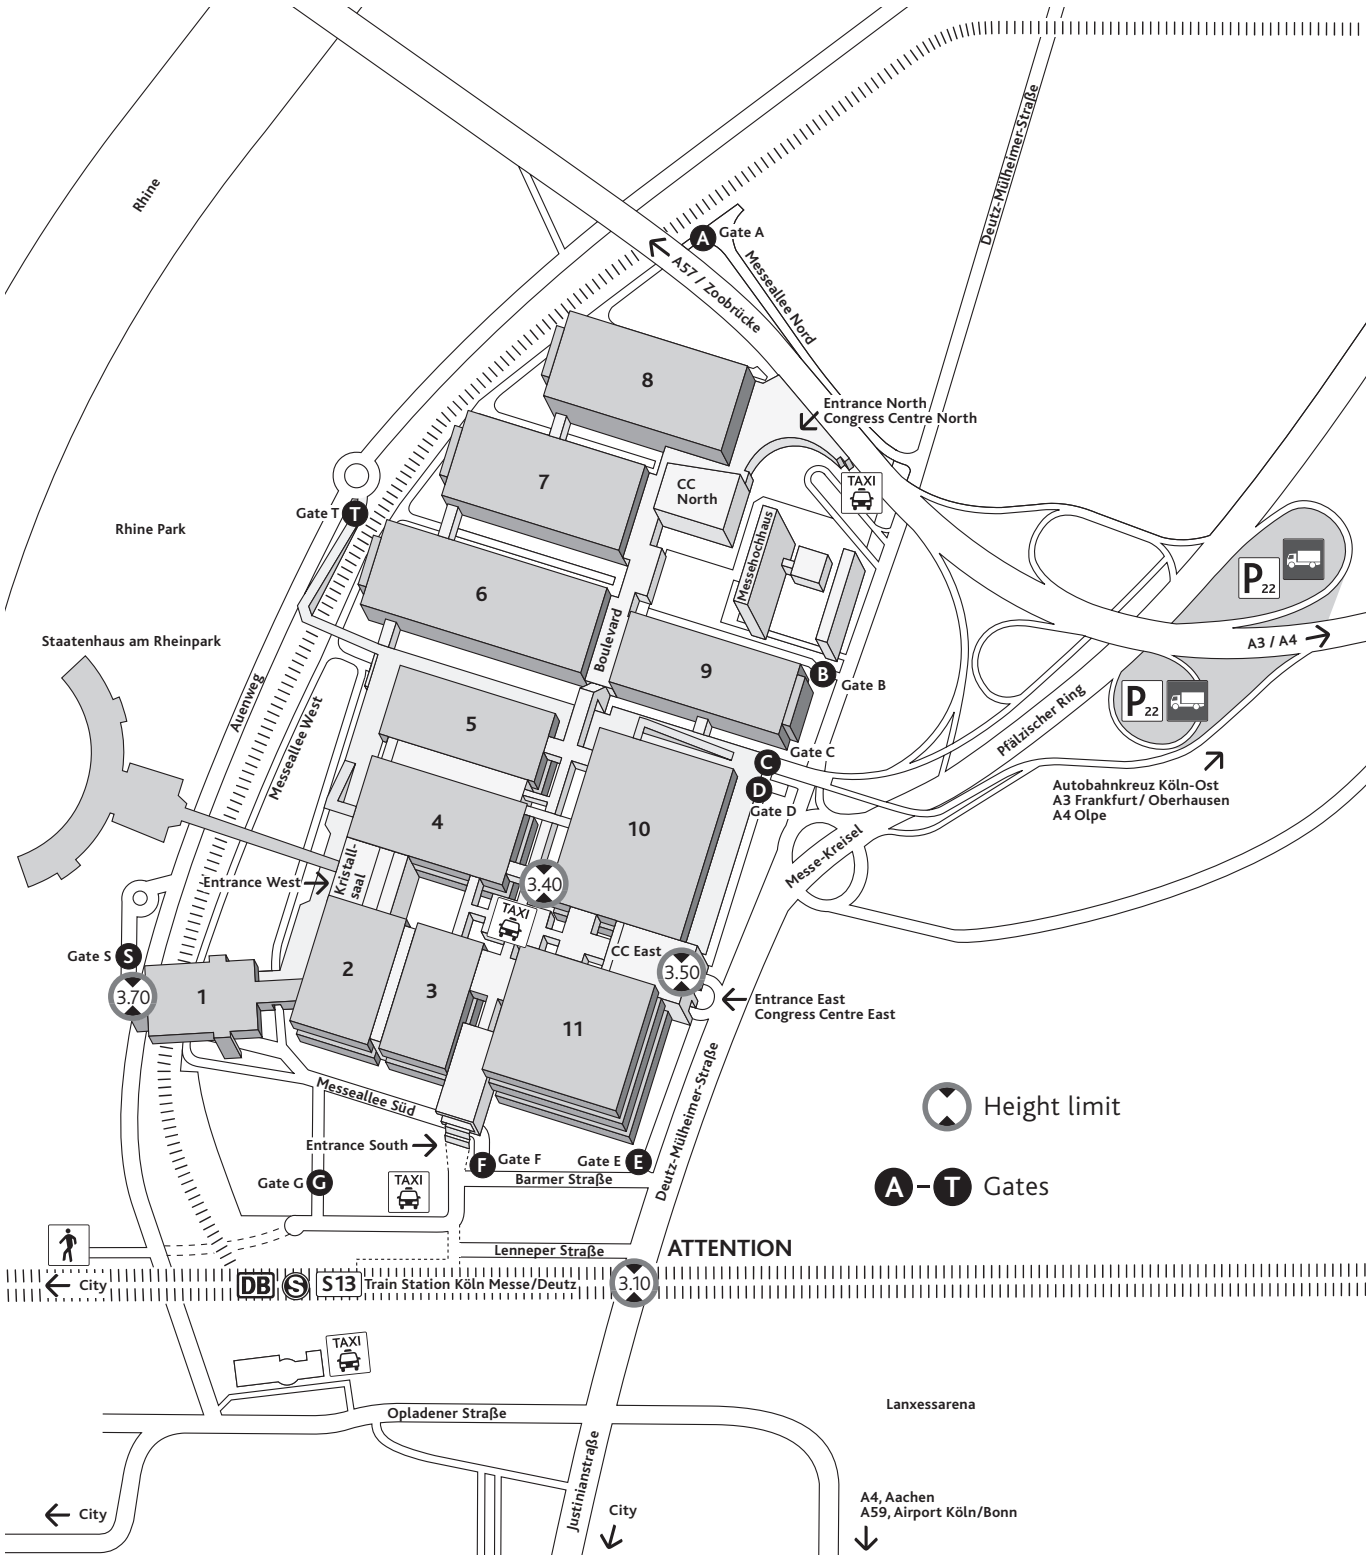 Deutz-Mülheimer-Straße
Rhine
A
Gate A
A57 / Zoobrücke
Messeallee Nord
8
Entrance North
Congress Centre North
7
CC
North
TAXI
Gate T
T
Rhine Park
Messehochhaus
P22
6
Staatenhaus am Rheinpark
Boulevard
A3 / A4
9
B
Gate B
P22
Auenweg
Messeallee West
5
Pfälzischer Ring
C
Gate C
D
Gate D
Autobahnkreuz Köln-Ost
A3 Frankfurt/ Oberhausen
A4 Olpe
4
10
Messe-Kreisel
Kristall-
saal
Entrance West
3.40
TAXI
Gate S
S
CC East
3.50
2
3
1
3.70
Entrance East
Congress Centre East
11
Deutz-Mülheimer-Straße
Messeallee Süd
Height limit
Entrance South
F
Gate F
Gate E
E
Gate G
G
TAXI
Barmer Straße
A – T Gates
Lenneper Straße
ATTENTION
City
DB
S
S13
Train Station Köln Messe/Deutz
3.10
TAXI
Opladener Straße
Lanxessarena
Justinianstraße
City
City
A4, Aachen
A59, Airport Köln/Bonn